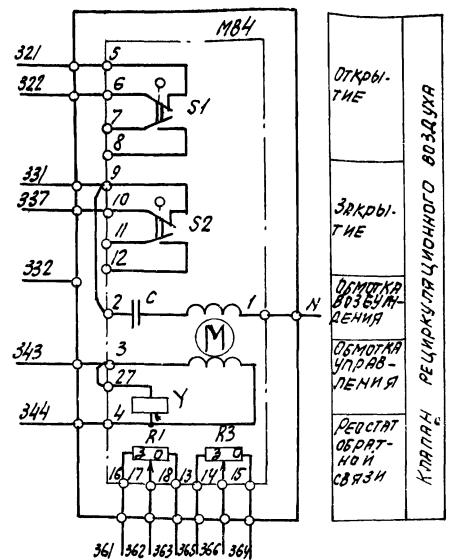 МВ4
321
5
322
6
S1
7
8
331
9
337
10
S2
11
12
332
2
C
1
N
М
343
3
27
Y
344
4
R1
R3
З О
З О
16 17 18 13 14 15
361 362 363 365 366 364
ОТКРЫ-
ТИЕ
ЗАКРЫ-
ТИЕ
ОБМОТКА
ВОЗБУЖ-
ДЕНИЯ
ОБМОТКА
УПРАВ-
ЛЕНИЯ
РЕОСТАТ
ОБРАТ-
НОЙ
СВЯЗИ
КЛАПАН РЕЦИРКУЛЯЦИОННОГО ВОЗДУХА